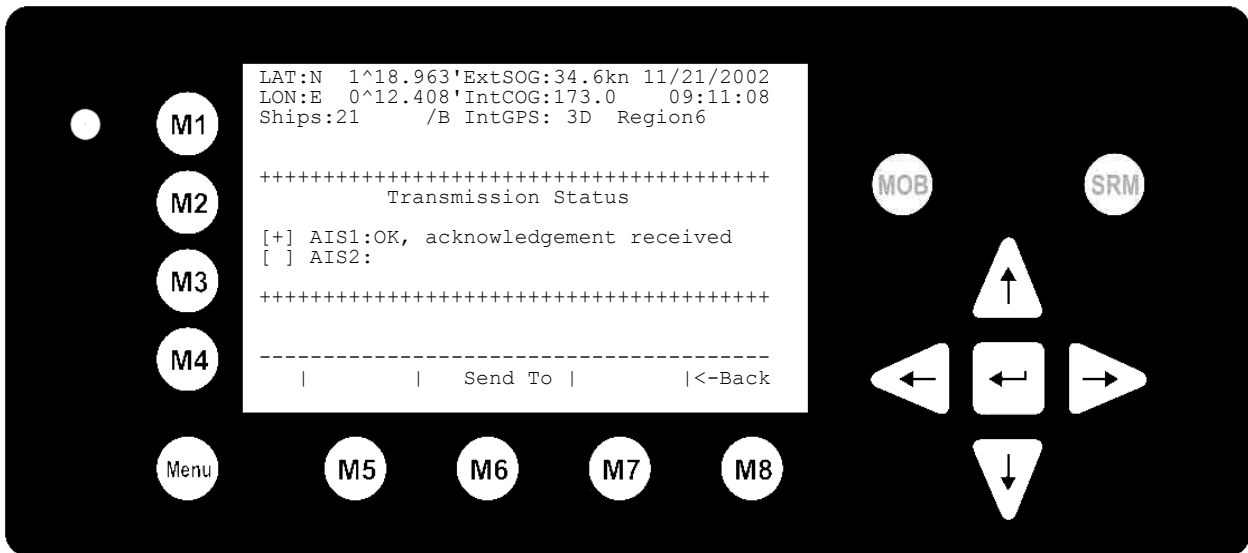 LAT:N 1^18.963'ExtSOG:34.6kn 11/21/2002
LON:E 0^12.408'IntCOG:173.0 09:11:08
Ships:21 /B IntGPS: 3D Region6
+++++++++++++++++++++++++++++++++++++++
Transmission Status
[+] AIS1:OK, acknowledgement received
[ ] AIS2:
+++++++++++++++++++++++++++++++++++++++
----------------------------------------
| | Send To | |<-Back
M1
M2
M3
M4
Menu
M5 M6 M7 M8
MOB SRM